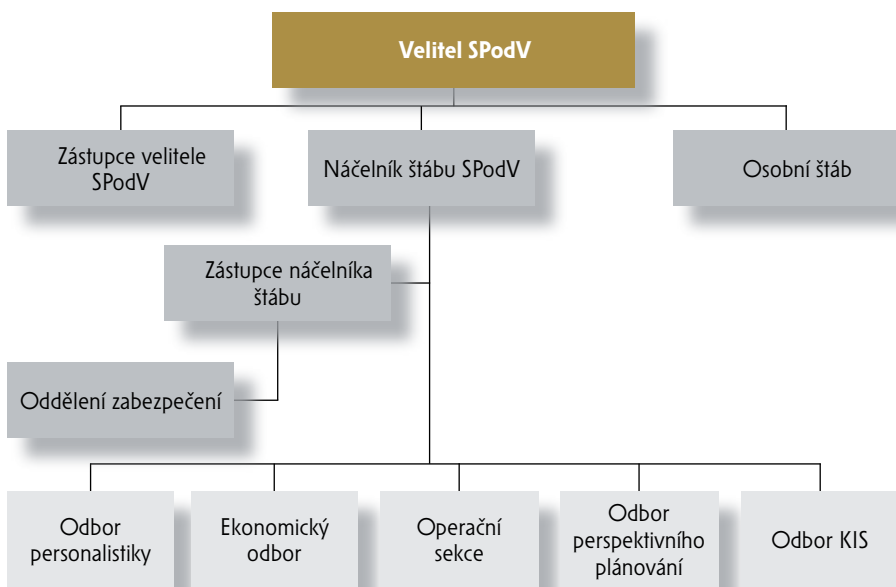 Velitel SPodV
Zástupce velitele
SPodV
Náčelník štábu SPodV
Osobní štáb
Zástupce náčelníka
štábu
Oddělení zabezpečení
Odbor
personalistiky
Ekonomický
odbor
Operační
sekce
Odbor
perspektivního
plánování
Odbor KIS